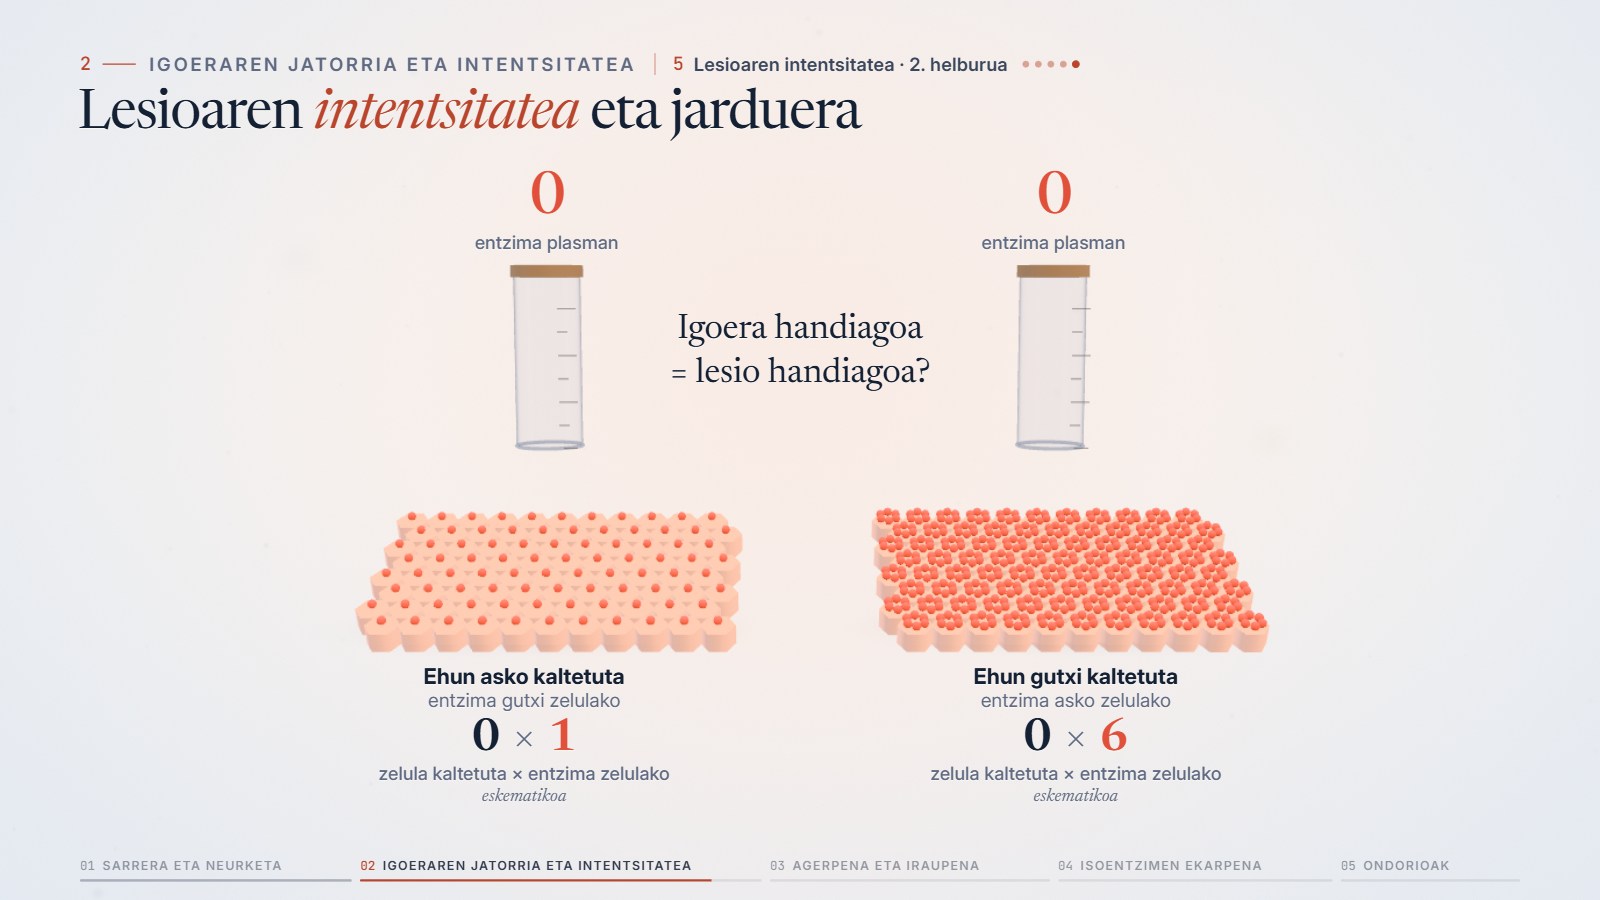 2 — IGOERAREN JATORRIA ETA INTENTSITATEA | 5 Lesioaren intentsitatea · 2. helburua
Lesioaren intentsitatea eta jarduera
0
entzima plasman
0
entzima plasman
Igoera handiagoa
= lesio handiagoa?
Ehun asko kaltetuta
entzima gutxi zelulako
0 × 1
zelula kaltetuta × entzima zelulako
eskematikoa
Ehun gutxi kaltetuta
entzima asko zelulako
0 × 6
zelula kaltetuta × entzima zelulako
eskematikoa
01 SARRERA ETA NEURKETA
02 IGOERAREN JATORRIA ETA INTENTSITATEA
03 AGERPENA ETA IRAUPENA
04 ISOENTZIMEN EKARPENA
05 ONDORIOAK